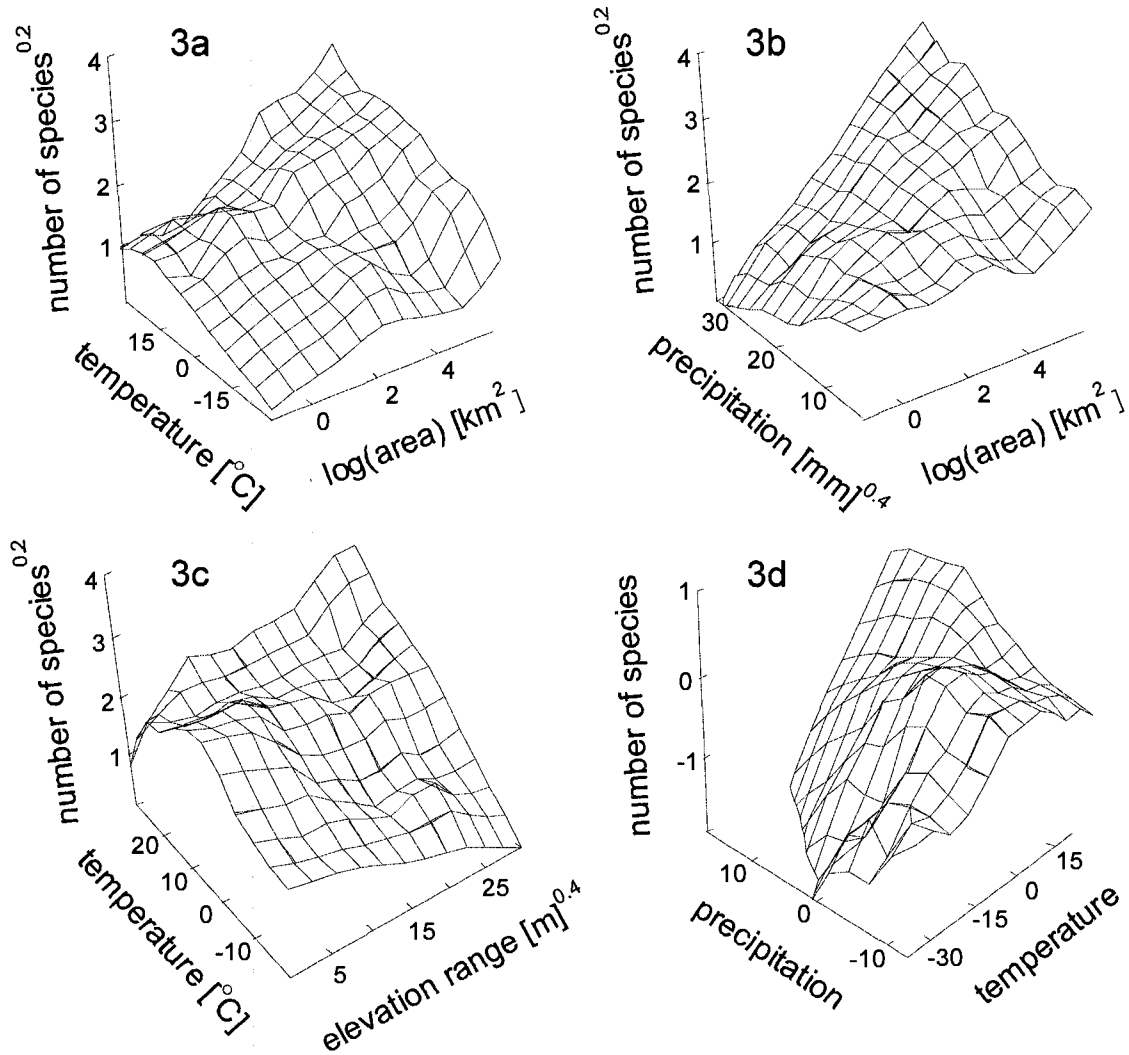 3a
number of species^0.2
4
3
2
1
15
0
-15
temperature [°C]
0
2
4
log(area) [km²]
3b
number of species^0.2
4
3
2
1
30
20
10
precipitation [mm]^0.4
0
2
4
log(area) [km²]
3c
number of species^0.2
4
3
2
1
20
10
0
-10
temperature [°C]
5
15
25
elevation range [m]^0.4
3d
number of species
1
0
-1
10
0
-10
precipitation
-30
-15
0
15
temperature